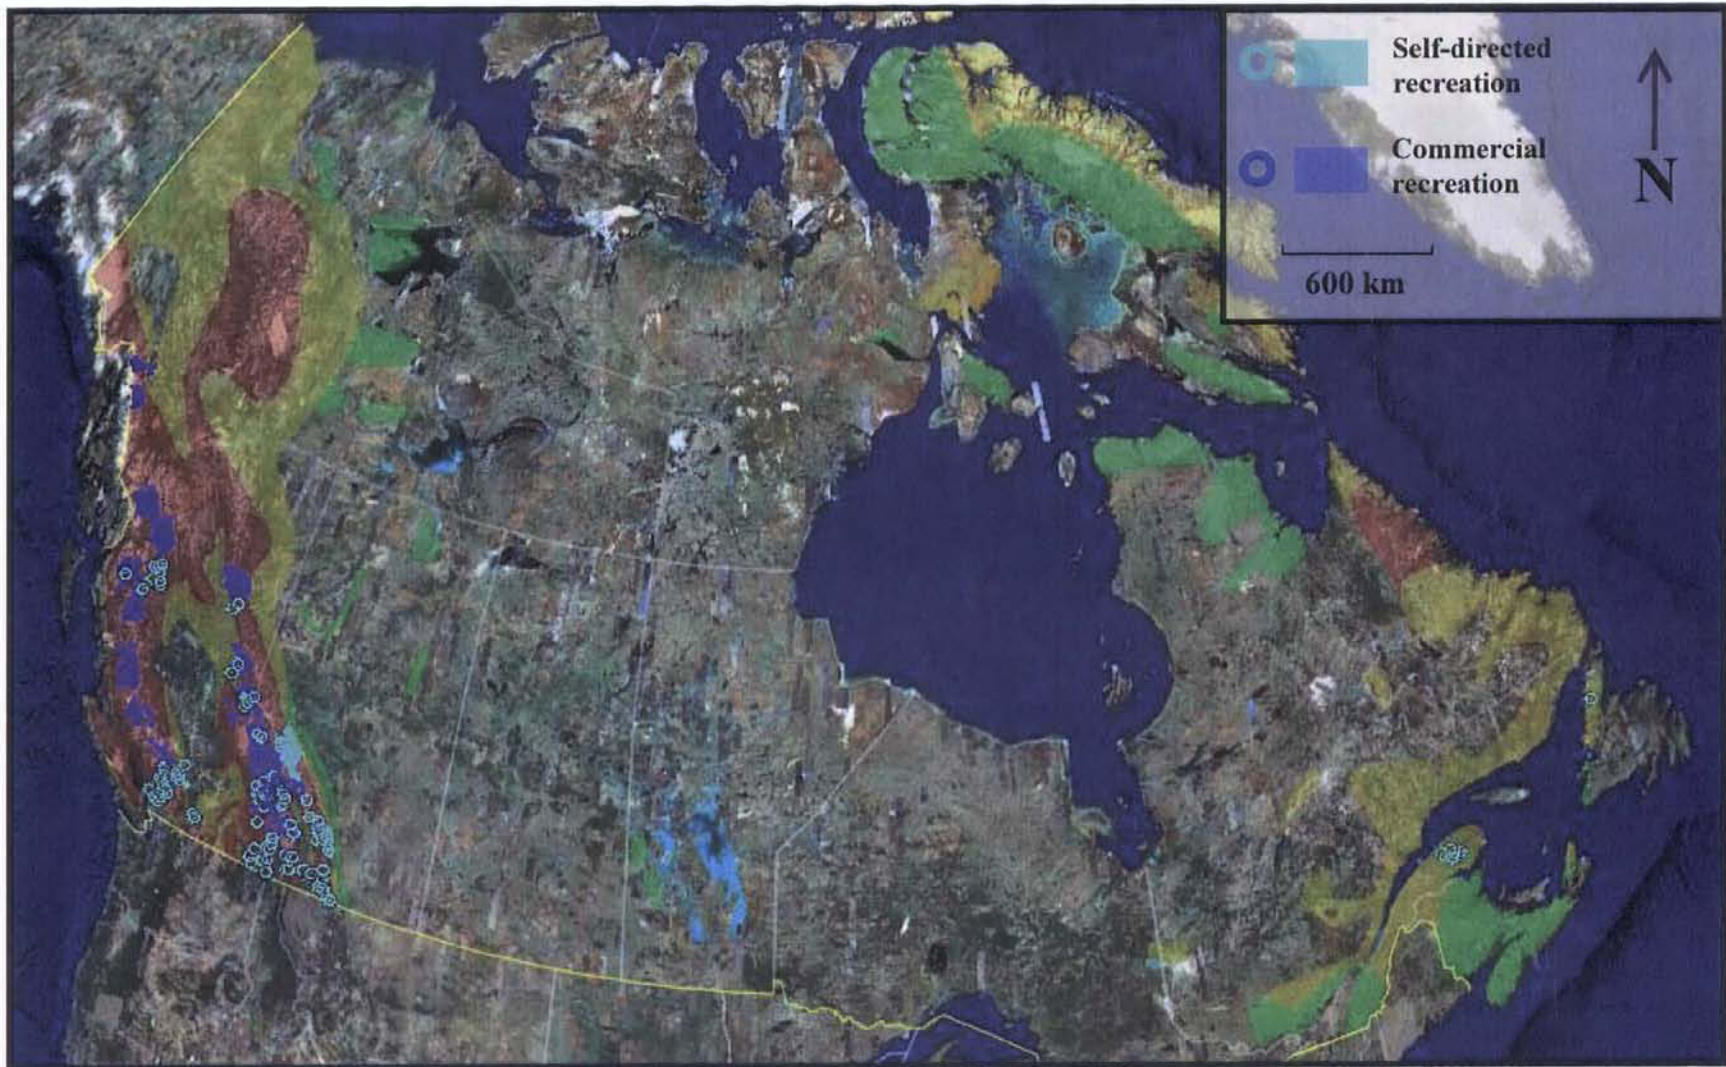 Self-directed
recreation
Commercial
recreation
N
600 km